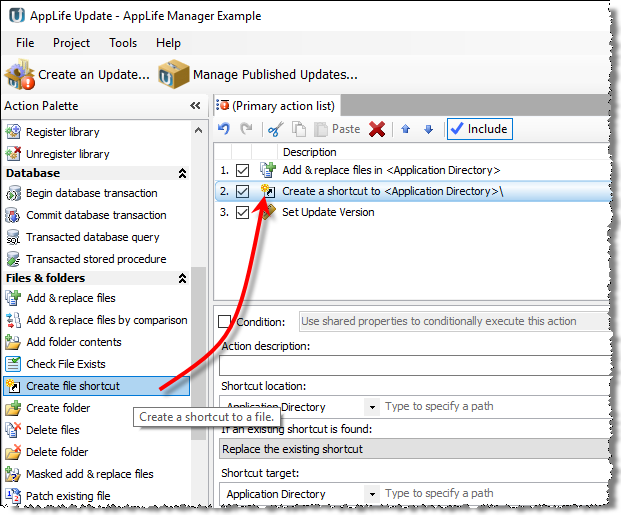 AppLife Update - AppLife Manager Example
File Project Tools Help
Create an Update... Manage Published Updates...
Action Palette
Register library
Unregister library
Database
Begin database transaction
Commit database transaction
Transacted database query
Transacted stored procedure
Files & folders
Add & replace files
Add & replace files by comparison
Add folder contents
Check File Exists
Create file shortcut
Create folder
Delete files
Delete folder
Masked add & replace files
Patch existing file
Create a shortcut to a file.
(Primary action list)
Paste Include
Description
1. Add & replace files in <Application Directory>
2. Create a shortcut to <Application Directory>\
3. Set Update Version
Condition: Use shared properties to conditionally execute this action
Action description:
Shortcut location:
Application Directory Type to specify a path
If an existing shortcut is found:
Replace the existing shortcut
Shortcut target:
Application Directory Type to specify a path